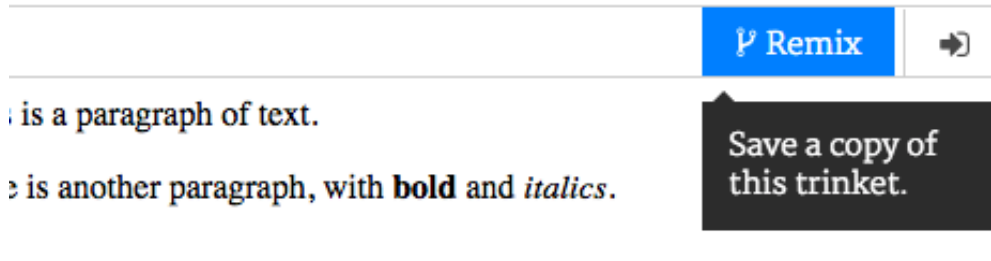 Remix
is a paragraph of text.
Save a copy of
this trinket.
is another paragraph, with bold and italics.